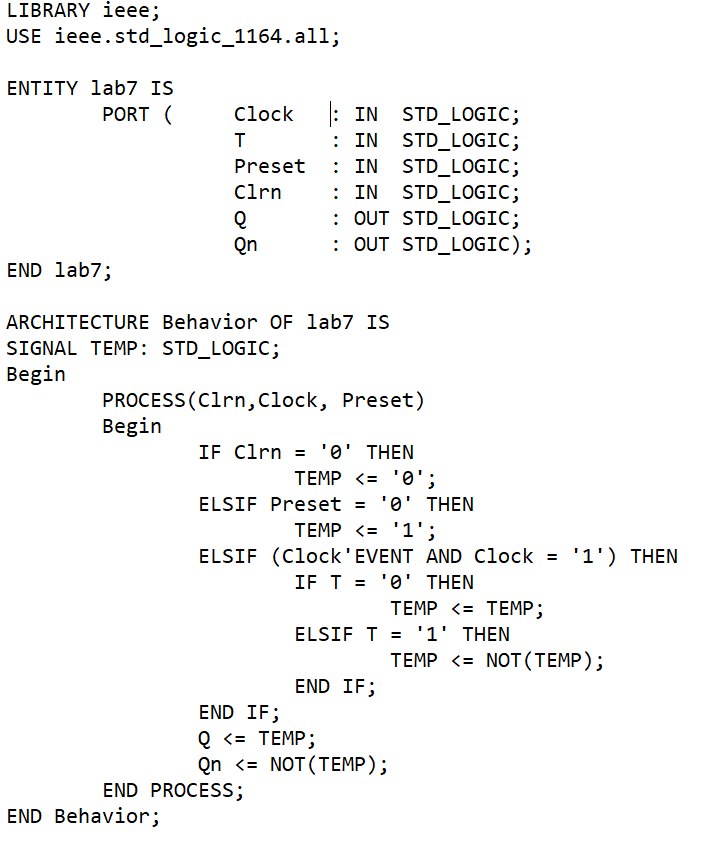 LIBRARY ieee;
USE ieee.std_logic_1164.all;

ENTITY lab7 IS
        PORT (     Clock   : IN  STD_LOGIC;
                   T       : IN  STD_LOGIC;
                   Preset  : IN  STD_LOGIC;
                   Clrn    : IN  STD_LOGIC;
                   Q       : OUT STD_LOGIC;
                   Qn      : OUT STD_LOGIC);
END lab7;

ARCHITECTURE Behavior OF lab7 IS
SIGNAL TEMP: STD_LOGIC;
Begin
        PROCESS(Clrn,Clock, Preset)
        Begin
                IF Clrn = '0' THEN
                        TEMP <= '0';
                ELSIF Preset = '0' THEN
                        TEMP <= '1';
                ELSIF (Clock'EVENT AND Clock = '1') THEN
                        IF T = '0' THEN
                                TEMP <= TEMP;
                        ELSIF T = '1' THEN
                                TEMP <= NOT(TEMP);
                        END IF;
                END IF;
                Q <= TEMP;
                Qn <= NOT(TEMP);
        END PROCESS;
END Behavior;